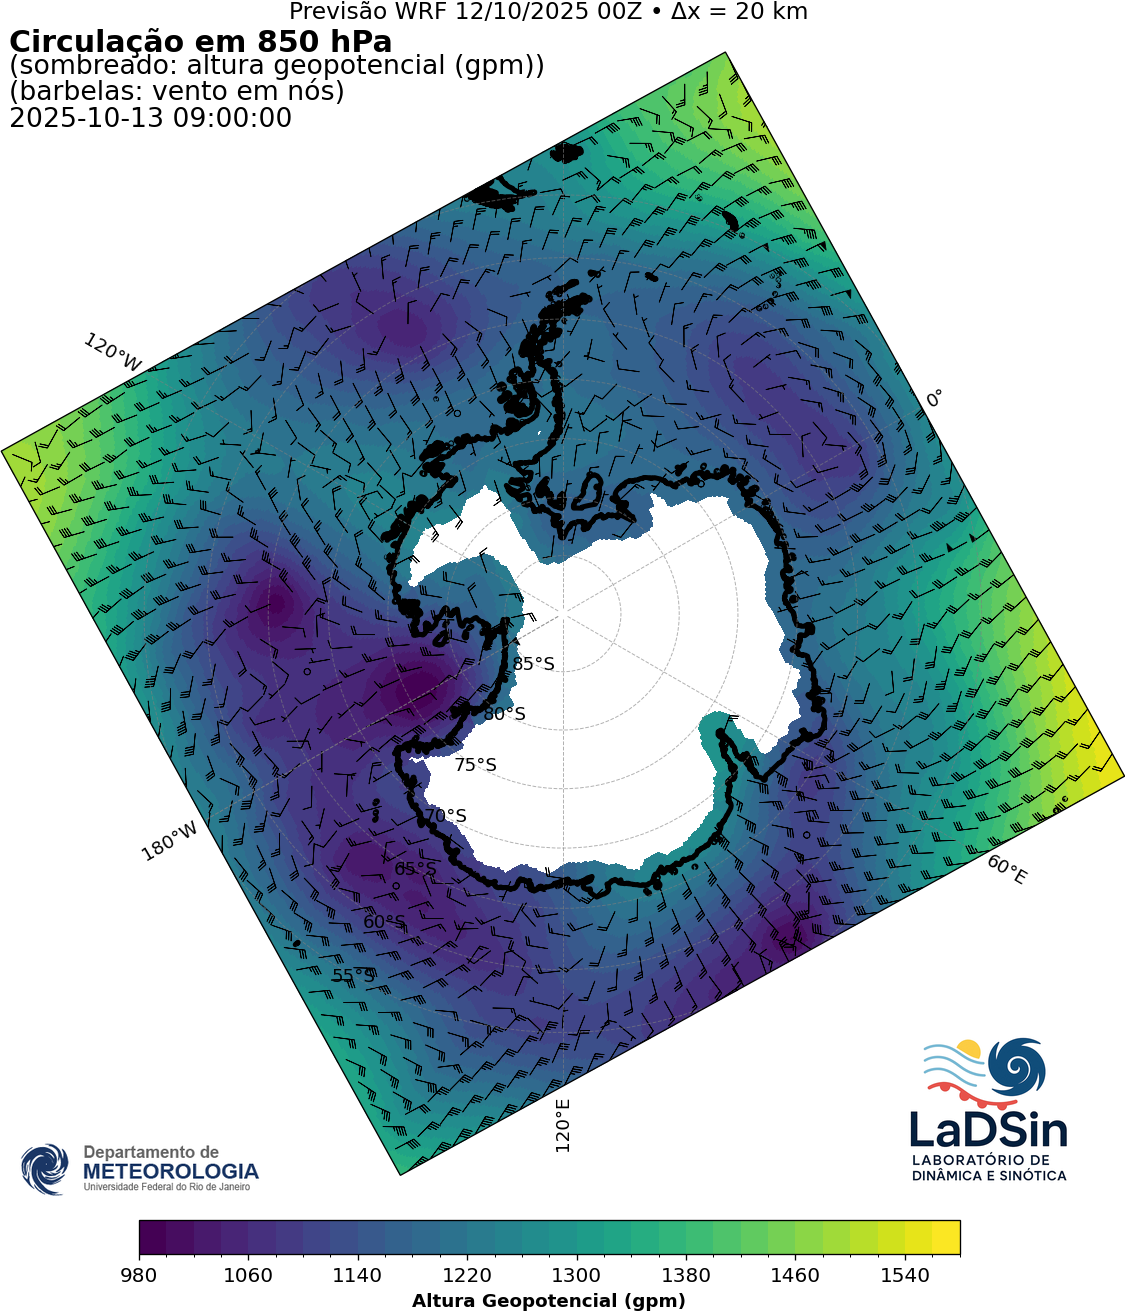 Previsão WRF 12/10/2025 00Z • Δx = 20 km
Circulação em 850 hPa
(sombreado: altura geopotencial (gpm))
(barbelas: vento em nós)
2025-10-13 09:00:00
120°W
0°
85°S
80°S
75°S
70°S
65°S
60°S
55°S
180°W
60°E
120°E
Departamento de
METEOROLOGIA
Universidade Federal do Rio de Janeiro
LaDSin
LABORATÓRIO DE
DINÂMICA E SINÓTICA
980 1060 1140 1220 1300 1380 1460 1540
Altura Geopotencial (gpm)